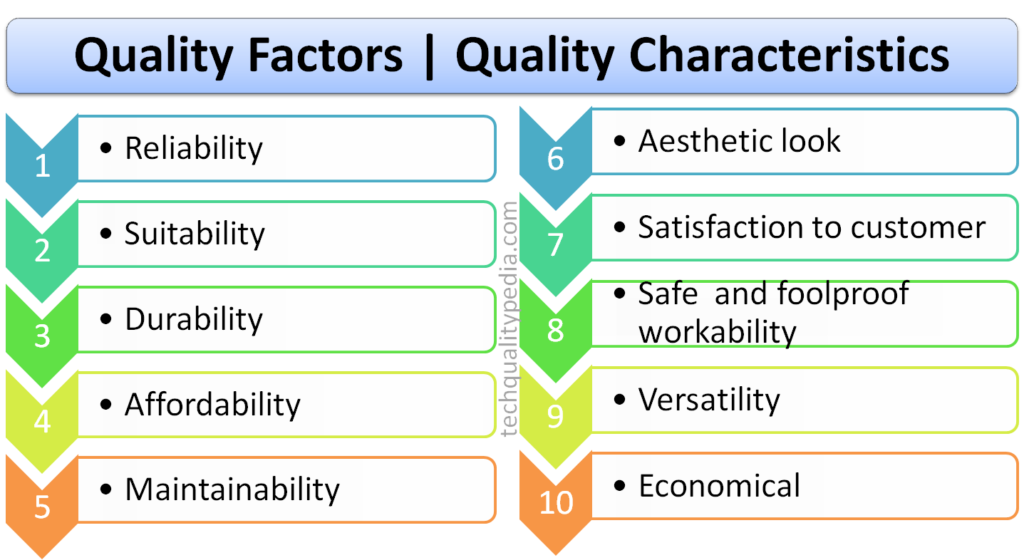 Quality Factors | Quality Characteristics
1
• Reliability
2
• Suitability
3
• Durability
4
• Affordability
5
• Maintainability
6
• Aesthetic look
7
• Satisfaction to customer
8
• Safe  and foolproof
workability
9
• Versatility
10
• Economical
techqualitypedia.com